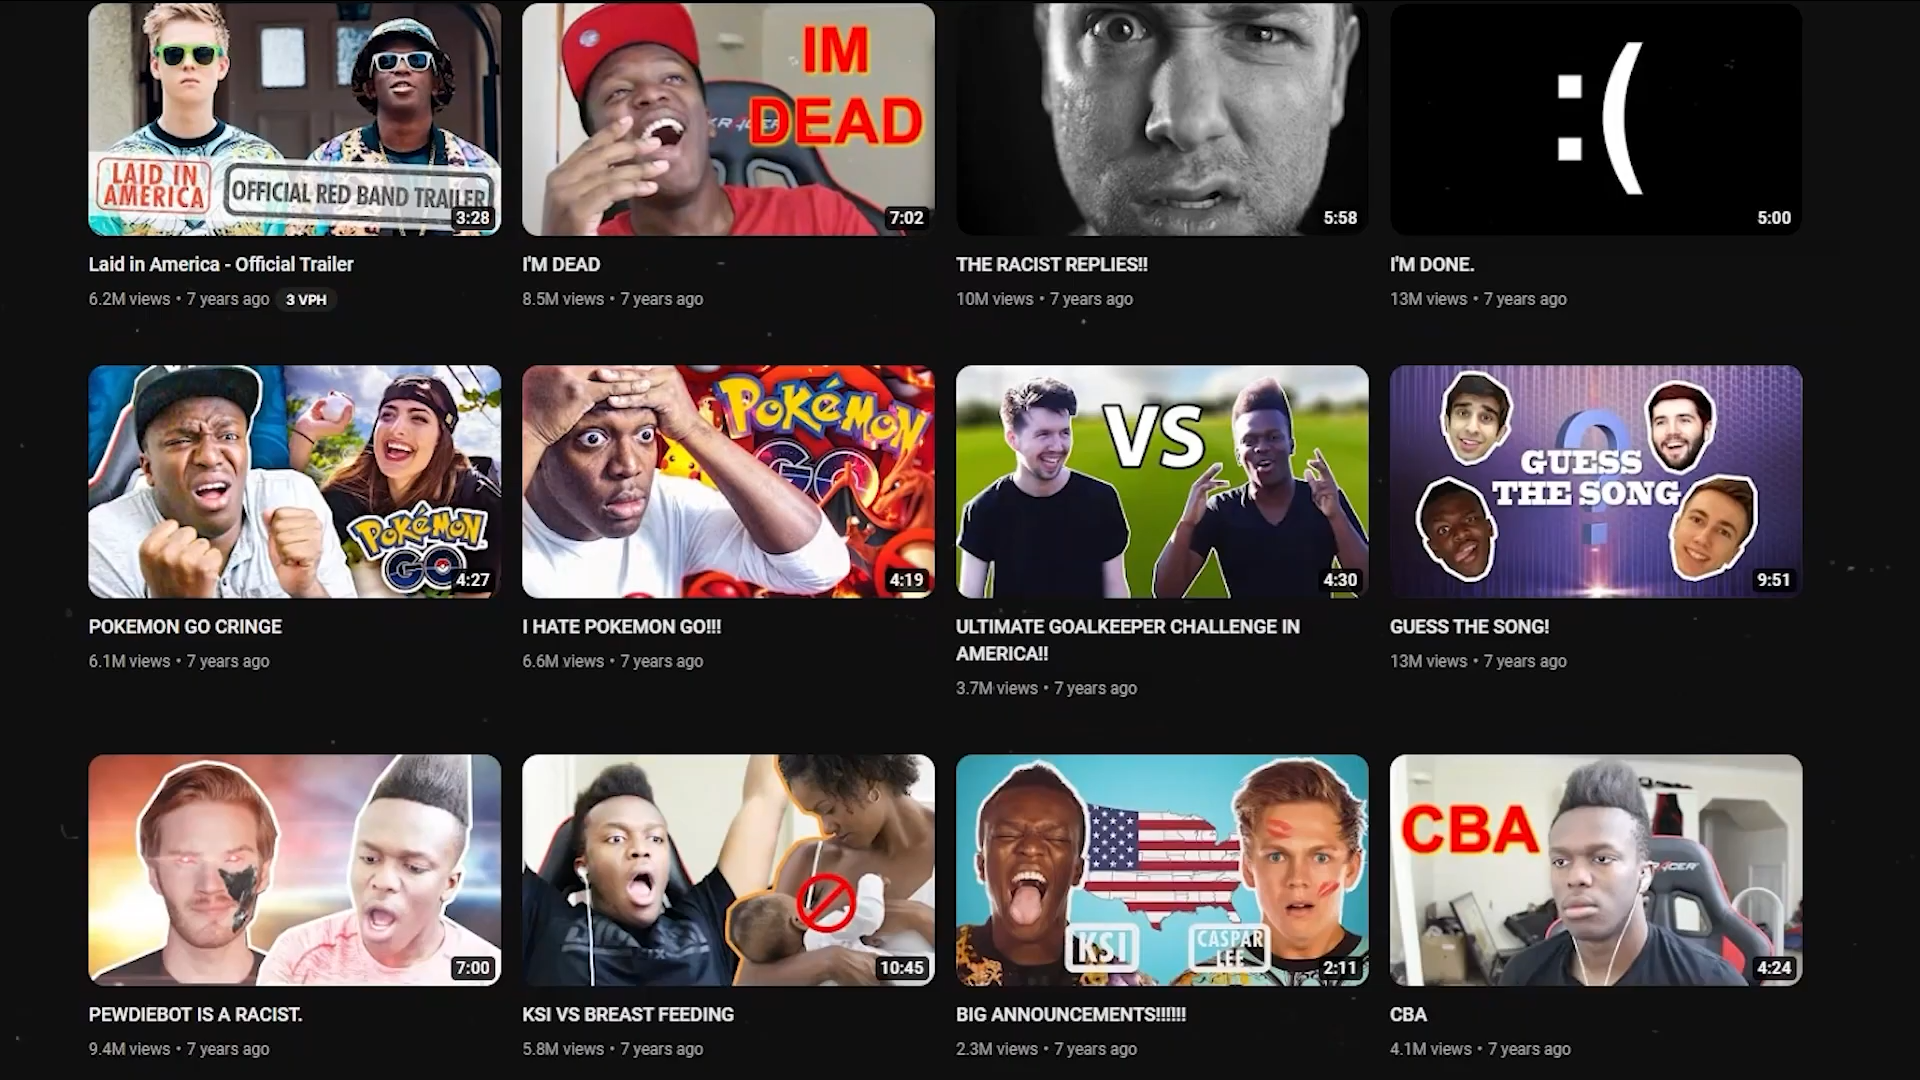 LAID IN
AMERICA
OFFICIAL RED BAND TRAILER
3:28
IM
DEAD
7:02
5:58
:(
5:00
Laid in America - Official Trailer
6.2M views • 7 years ago 3 VPH
I'M DEAD
8.5M views • 7 years ago
THE RACIST REPLIES!!
10M views • 7 years ago
I'M DONE.
13M views • 7 years ago
POKÉMON
GO
4:27
POKÉMON
GO
4:19
VS
4:30
GUESS
THE SONG
9:51
POKEMON GO CRINGE
6.1M views • 7 years ago
I HATE POKEMON GO!!!
6.6M views • 7 years ago
ULTIMATE GOALKEEPER CHALLENGE IN
AMERICA!!
3.7M views • 7 years ago
GUESS THE SONG!
13M views • 7 years ago
7:00
10:45
KSI
CASPAR
LEE
2:11
CBA
4:24
PEWDIEBOT IS A RACIST.
9.4M views • 7 years ago
KSI VS BREAST FEEDING
5.8M views • 7 years ago
BIG ANNOUNCEMENTS!!!!!!
2.3M views • 7 years ago
CBA
4.1M views • 7 years ago